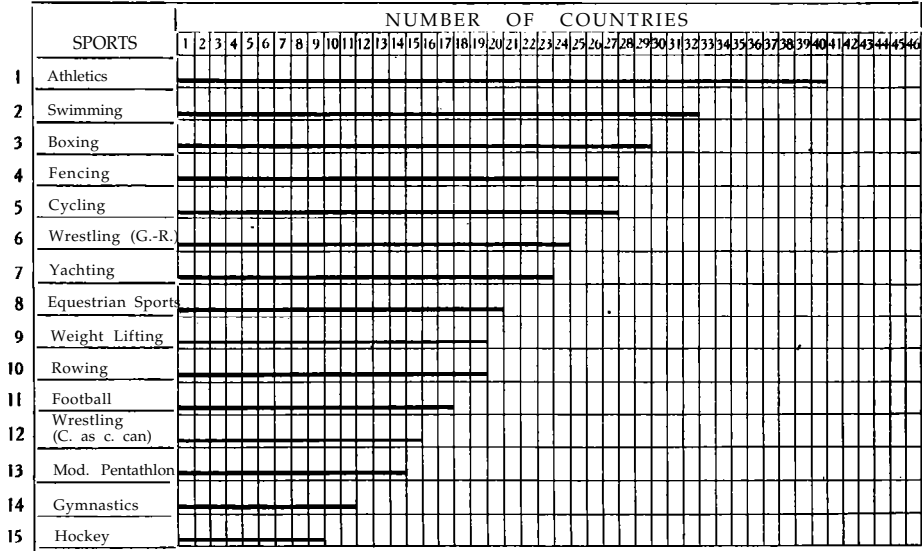 NUMBER OF COUNTRIES
SPORTS 1 2 3 4 5 6 7 8 9 10 11 12 13 14 15 16 17 18 19 20 21 22 23 24 25 26 27 28 29 30 31 32 33 34 35 36 37 38 39 40 41 42 43 44 45 46
1 Athletics
2 Swimming
3 Boxing
4 Fencing
5 Cycling
6 Wrestling (G.-R.)
7 Yachting
8 Equestrian Sports
9 Weight Lifting
10 Rowing
11 Football
Wrestling
12 (C. as c. can)
13 Mod. Pentathlon
14 Gymnastics
15 Hockey